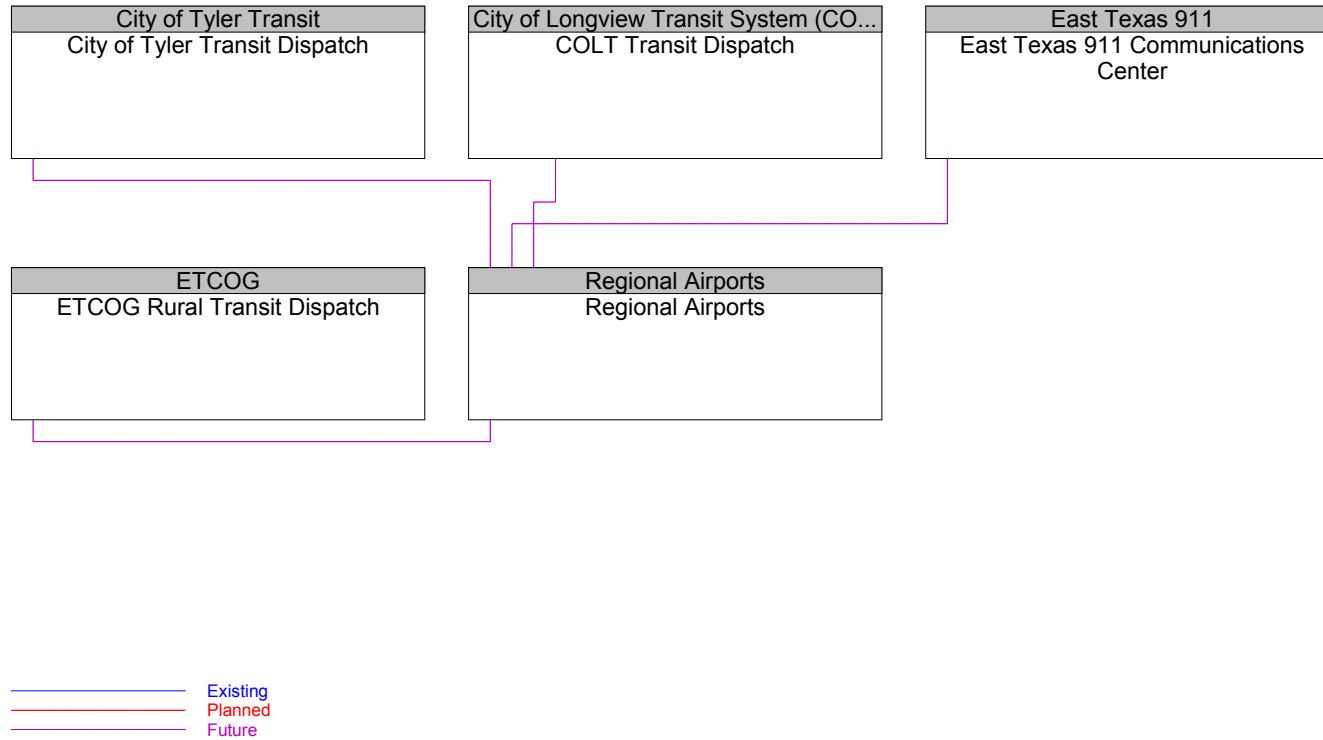 City of Tyler Transit
City of Tyler Transit Dispatch
City of Longview Transit System (CO...
COLT Transit Dispatch
East Texas 911
East Texas 911 Communications
Center
ETCOG
ETCOG Rural Transit Dispatch
Regional Airports
Regional Airports
Existing
Planned
Future